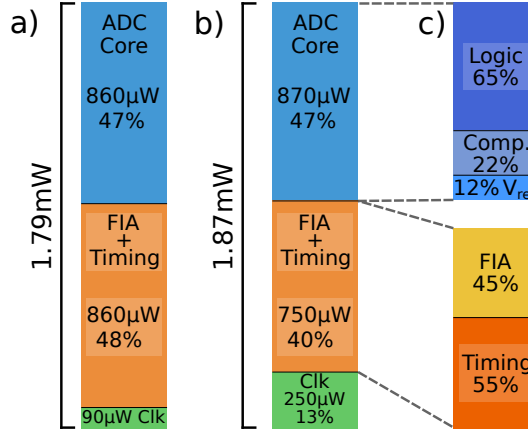 a)
1.79mW
ADC
Core
860µW
47%
FIA
+
Timing
860µW
48%
90µW Clk
b)
1.87mW
ADC
Core
870µW
47%
FIA
+
Timing
750µW
40%
Clk
250µW
13%
c)
Logic
65%
Comp.
22%
12% Vre
FIA
45%
Timing
55%